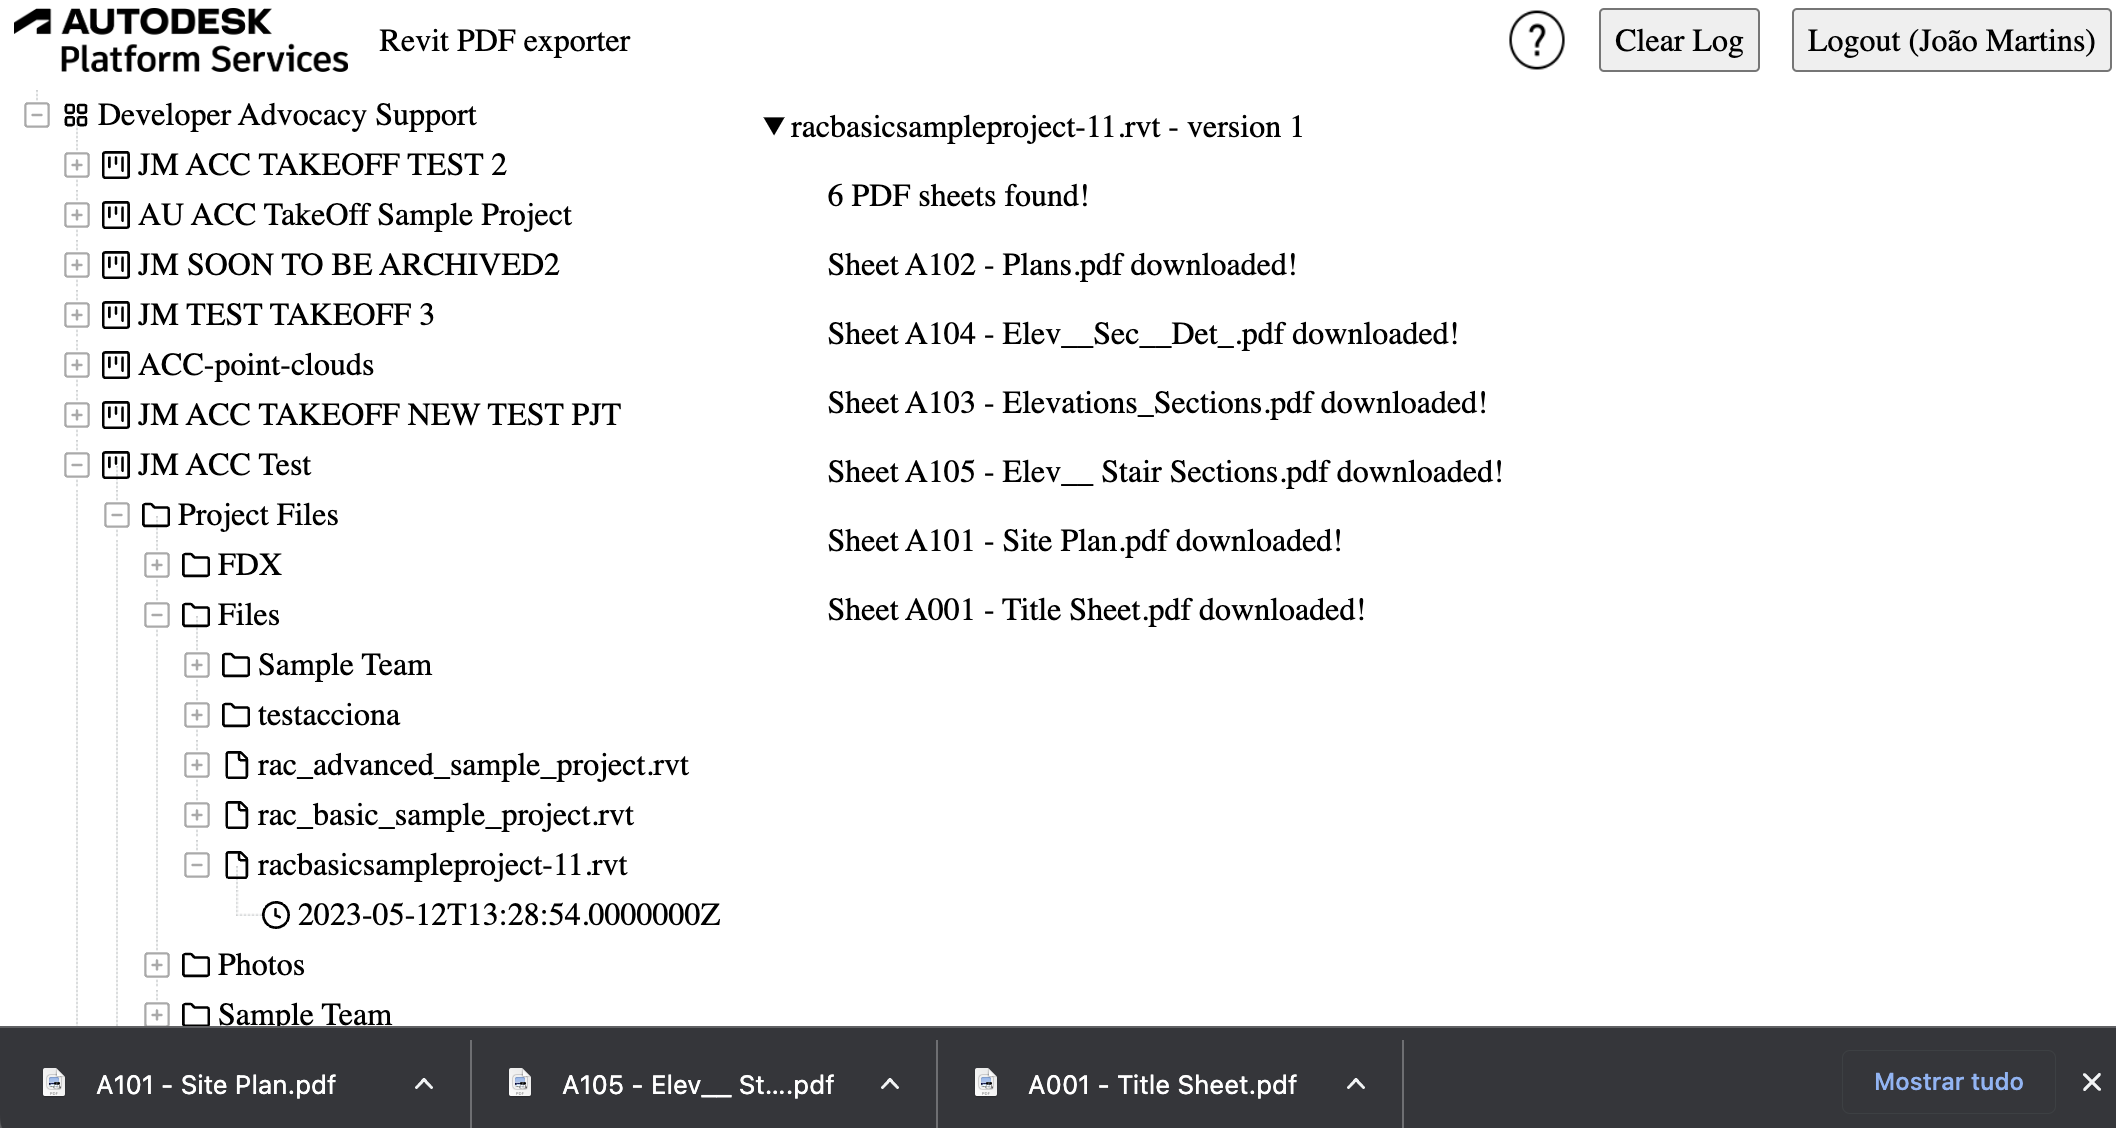 AUTODESK
Platform Services
Revit PDF exporter
?
Clear Log
Logout (João Martins)
Developer Advocacy Support
JM ACC TAKEOFF TEST 2
AU ACC TakeOff Sample Project
JM SOON TO BE ARCHIVED2
JM TEST TAKEOFF 3
ACC-point-clouds
JM ACC TAKEOFF NEW TEST PJT
JM ACC Test
Project Files
FDX
Files
Sample Team
testacciona
rac_advanced_sample_project.rvt
rac_basic_sample_project.rvt
racbasicsampleproject-11.rvt
2023-05-12T13:28:54.0000000Z
Photos
Sample Team
racbasicsampleproject-11.rvt - version 1
6 PDF sheets found!
Sheet A102 - Plans.pdf downloaded!
Sheet A104 - Elev__Sec__Det_.pdf downloaded!
Sheet A103 - Elevations_Sections.pdf downloaded!
Sheet A105 - Elev__ Stair Sections.pdf downloaded!
Sheet A101 - Site Plan.pdf downloaded!
Sheet A001 - Title Sheet.pdf downloaded!
A101 - Site Plan.pdf
A105 - Elev__ St....pdf
A001 - Title Sheet.pdf
Mostrar tudo